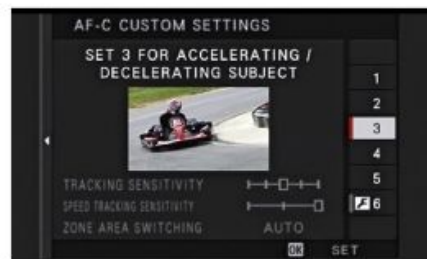 AF-C CUSTOM SETTINGS
SET 3 FOR ACCELERATING /
DECELERATING SUBJECT
1
2
3
4
5
6
TRACKING SENSITIVITY
SPEED TRACKING SENSITIVITY
ZONE AREA SWITCHING AUTO
OK SET